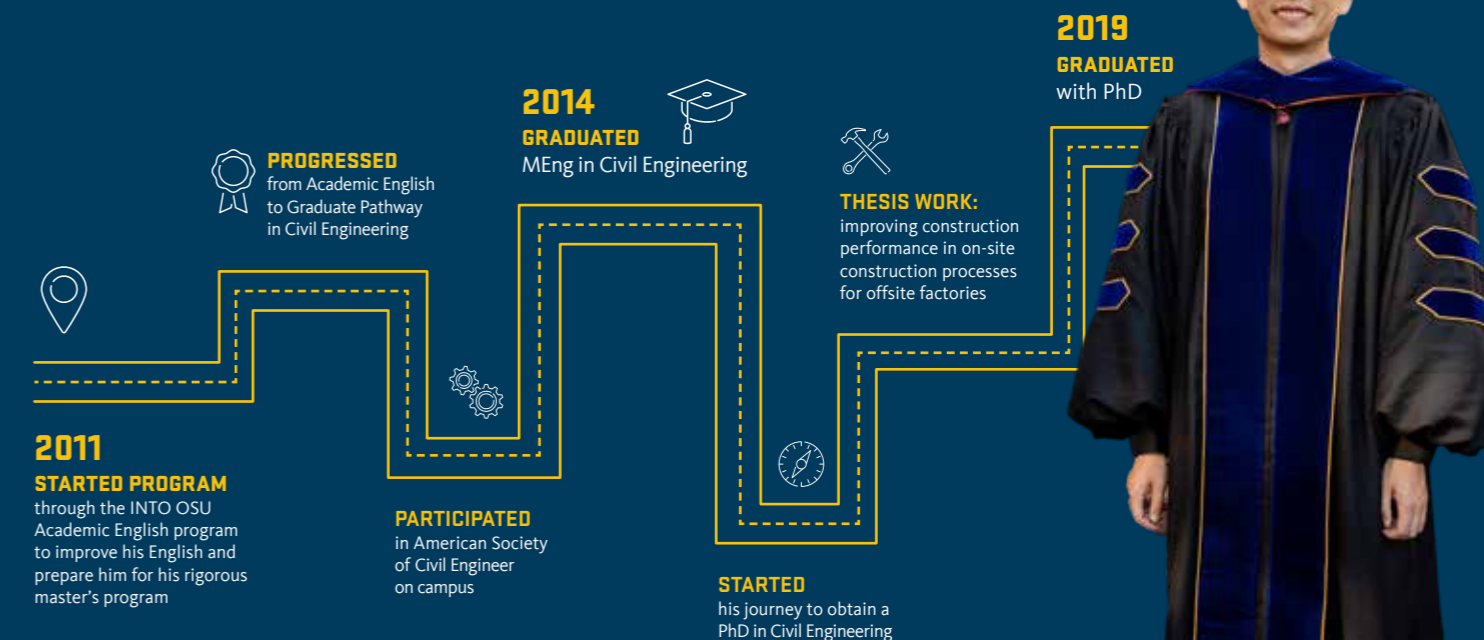 2011
STARTED PROGRAM
through the INTO OSU
Academic English program
to improve his English and
prepare him for his rigorous
master's program
PROGRESSED
from Academic English
to Graduate Pathway
in Civil Engineering
PARTICIPATED
in American Society
of Civil Engineer
on campus
2014
GRADUATED
MEng in Civil Engineering
STARTED
his journey to obtain a
PhD in Civil Engineering
THESIS WORK:
improving construction
performance in on-site
construction processes
for offsite factories
2019
GRADUATED
with PhD